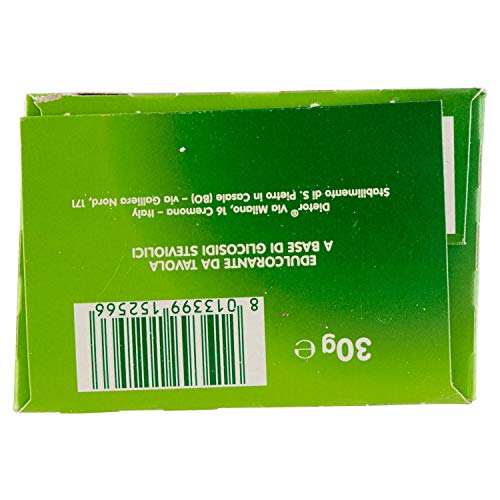 30g e
8 013399 152566
EDULCORANTE DA TAVOLA
A BASE DI GLICOSIDI STEVIOLICI
Dietor® Via Milano, 16 Cremona – Italy
Stabilimento di S. Pietro in Casale (BO) – via Galliera Nord, 171